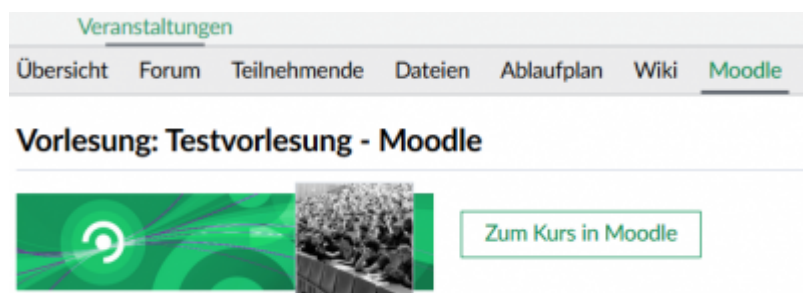 Veranstaltungen
Übersicht Forum Teilnehmende Dateien Ablaufplan Wiki Moodle
Vorlesung: Testvorlesung - Moodle
Zum Kurs in Moodle